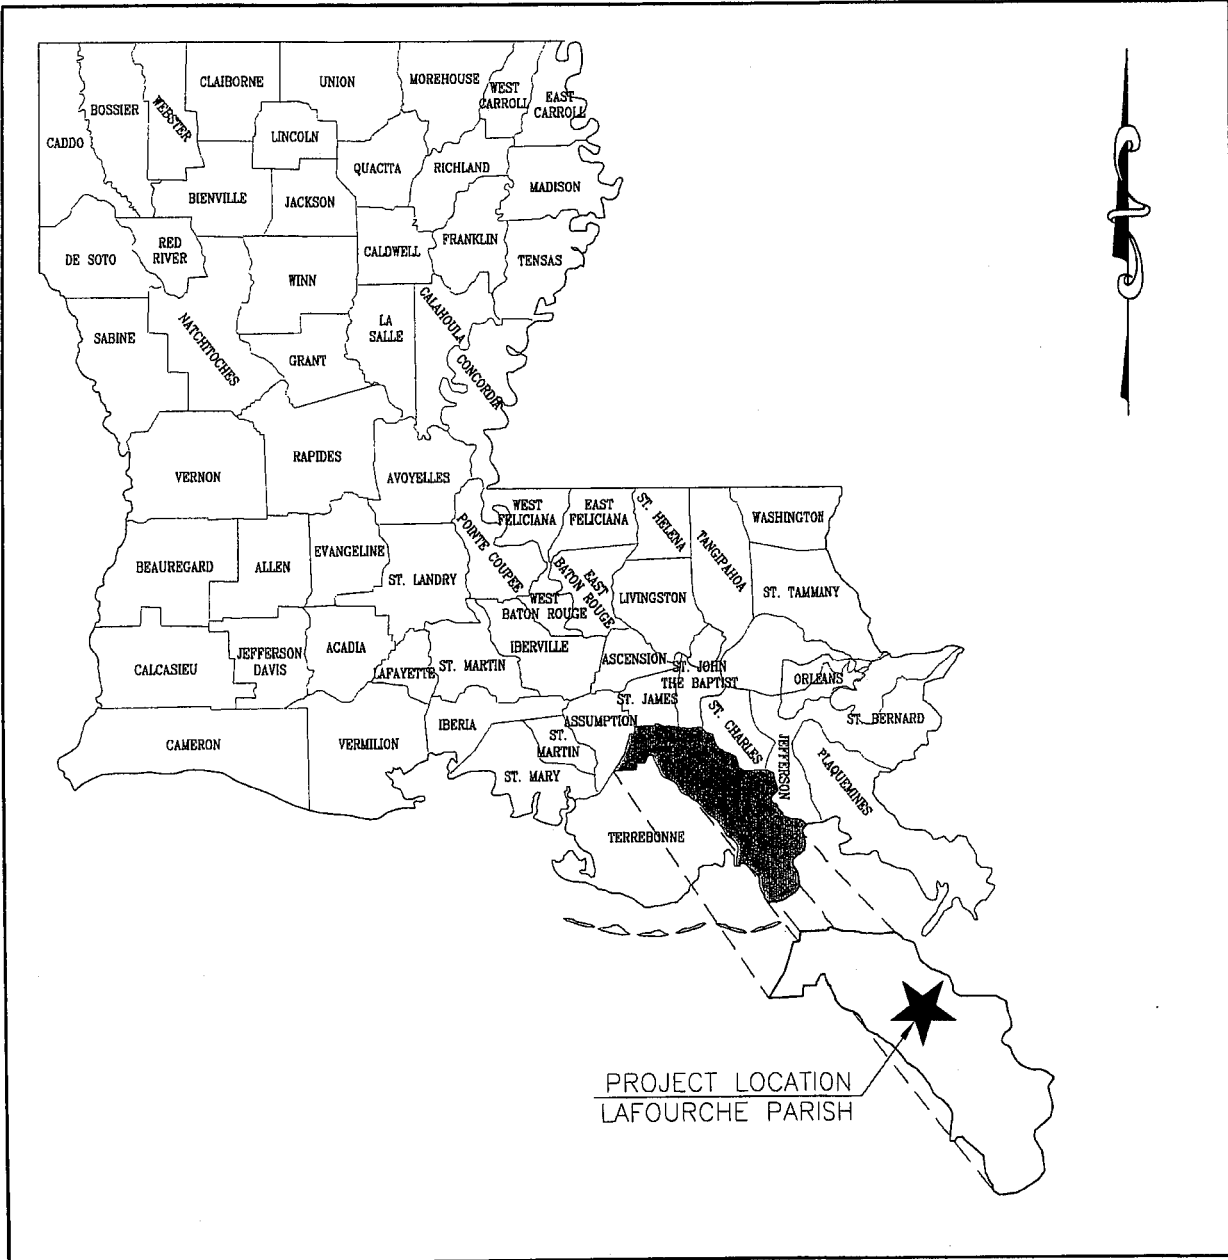 CLAIBORNE
UNION
MOREHOUSE
WEST
CARROLL
EAST
CARROLL
BOSSIER
WEBSTER
CADDO
LINCOLN
QUACITA
RICHLAND
MADISON
BIENVILLE
JACKSON
DE SOTO
RED
RIVER
CALDWELL
FRANKLIN
TENSAS
WINN
SABINE
NATCHITOCHES
LA
SALLE
CALAHOULA
CONCORDIA
GRANT
VERNON
RAPIDES
AVOYELLES
WEST
FELICIANA
EAST
FELICIANA
ST. HELENA
TANGIPAHOA
WASHINGTON
BEAUREGARD
ALLEN
EVANGELINE
ST. LANDRY
POINTE COUPEE
EAST
BATON ROUGE
WEST
BATON ROUGE
LIVINGSTON
ST. TAMMANY
CALCASIEU
JEFFERSON
DAVIS
ACADIA
LAFAYETTE
ST. MARTIN
IBERVILLE
ASCENSION
ST. JOHN
THE BAPTIST
ORLEANS
ST. JAMES
ST. BERNARD
CAMERON
VERMILION
IBERIA
ST.
MARTIN
ASSUMPTION
ST. CHARLES
JEFFERSON
PLAQUEMINES
ST. MARY
TERREBONNE
PROJECT LOCATION
LAFOURCHE PARISH